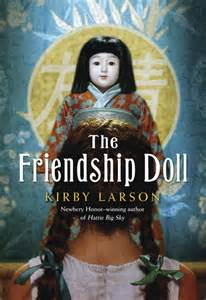 The
Friendship Doll
KIRBY LARSON
Newbery Honor–winning author
of Hattie Big Sky